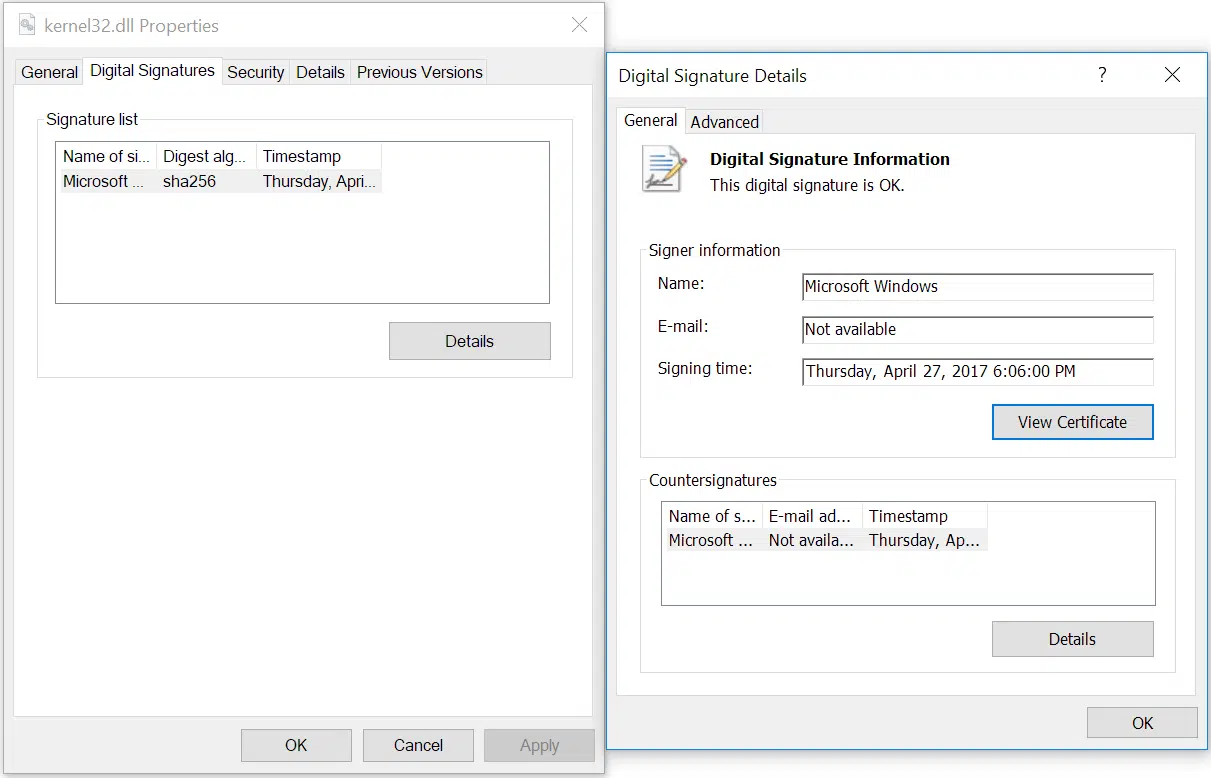 kernel32.dll Properties
General Digital Signatures Security Details Previous Versions
Signature list
Name of si... Digest alg... Timestamp
Microsoft ... sha256 Thursday, Apri...
Details
OK Cancel Apply
Digital Signature Details ?
General Advanced
Digital Signature Information
This digital signature is OK.
Signer information
Name: Microsoft Windows
E-mail: Not available
Signing time: Thursday, April 27, 2017 6:06:00 PM
View Certificate
Countersignatures
Name of s... E-mail ad... Timestamp
Microsoft ... Not availa... Thursday, Ap...
Details
OK